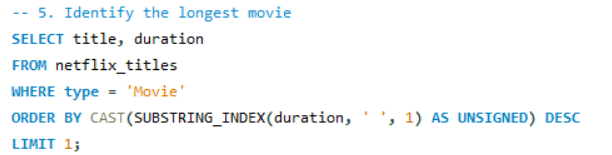 -- 5. Identify the longest movie
SELECT title, duration
FROM netflix_titles
WHERE type = 'Movie'
ORDER BY CAST(SUBSTRING_INDEX(duration, ' ', 1) AS UNSIGNED) DESC
LIMIT 1;